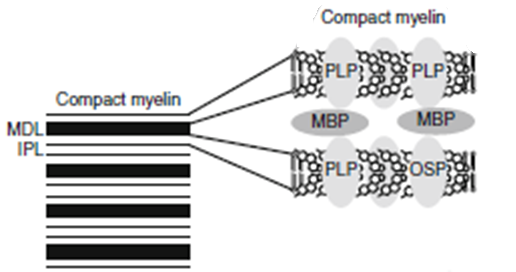 Compact myelin
PLP PLP
Compact myelin
MBP MBP
MDL
IPL
PLP OSP